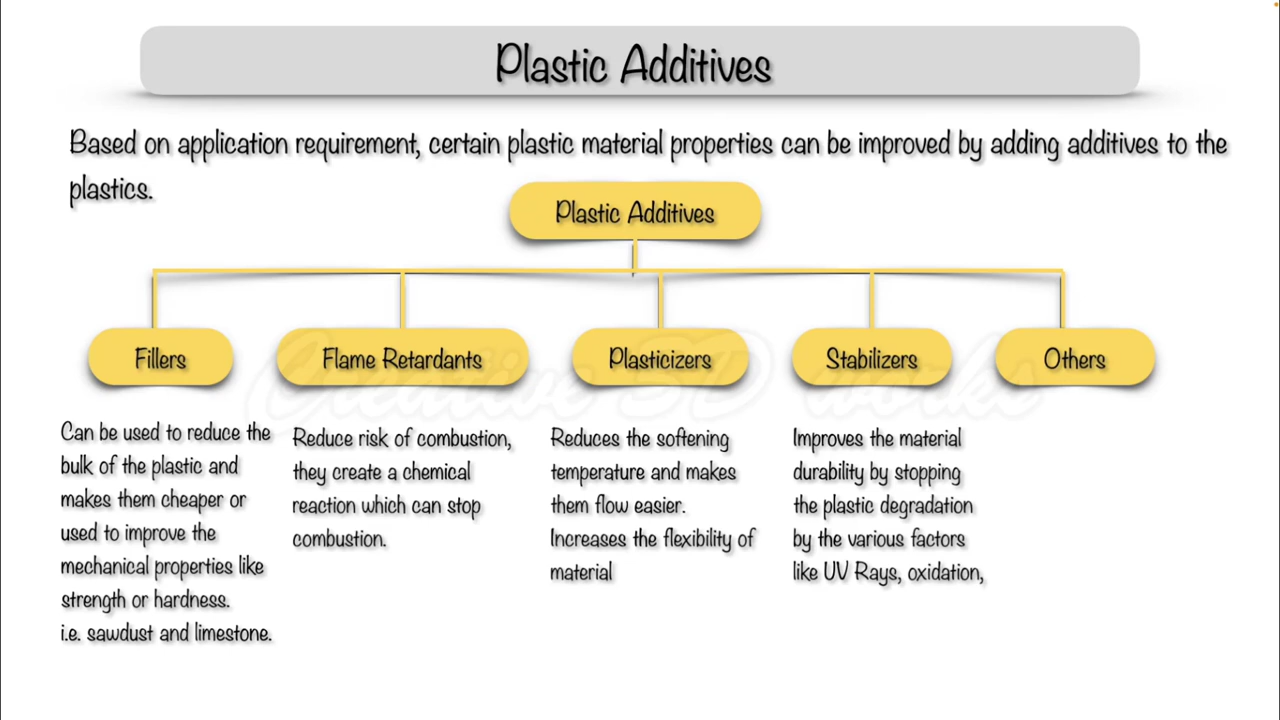 Plastic Additives
Based on application requirement, certain plastic material properties can be improved by adding additives to the
plastics.
Plastic Additives
Fillers
Flame Retardants
Plasticizers
Stabilizers
Others
Can be used to reduce the
bulk of the plastic and
makes them cheaper or
used to improve the
mechanical properties like
strength or hardness.
i.e. sawdust and limestone.
Reduce risk of combustion,
they create a chemical
reaction which can stop
combustion.
Reduces the softening
temperature and makes
them flow easier.
Increases the flexibility of
material
Improves the material
durability by stopping
the plastic degradation
by the various factors
like UV Rays, oxidation,
Creative 3D works